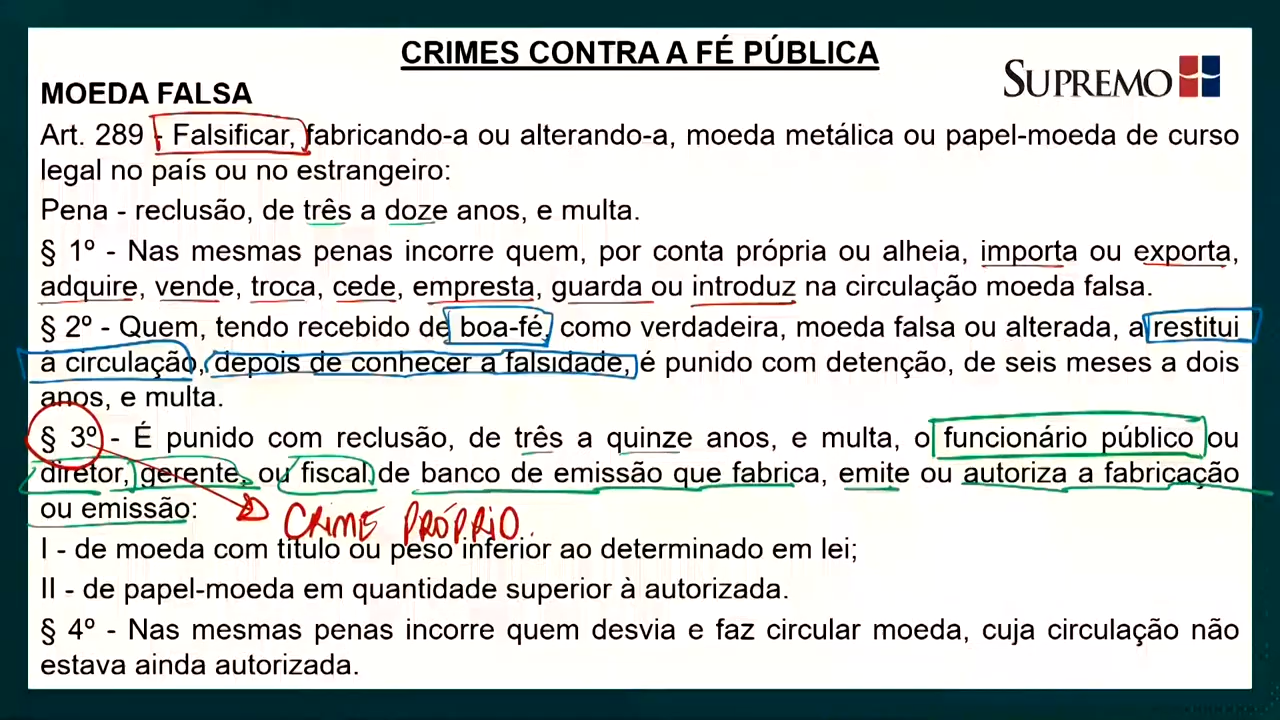 CRIMES CONTRA A FÉ PÚBLICA
SUPREMO
MOEDA FALSA
Art. 289 - Falsificar, fabricando-a ou alterando-a, moeda metálica ou papel-moeda de curso
legal no país ou no estrangeiro:
Pena - reclusão, de três a doze anos, e multa.
§ 1º - Nas mesmas penas incorre quem, por conta própria ou alheia, importa ou exporta,
adquire, vende, troca, cede, empresta, guarda ou introduz na circulação moeda falsa.
§ 2º - Quem, tendo recebido de boa-fé, como verdadeira, moeda falsa ou alterada, a restitui
à circulação, depois de conhecer a falsidade, é punido com detenção, de seis meses a dois
anos, e multa.
§ 3º - É punido com reclusão, de três a quinze anos, e multa, o funcionário público ou
diretor, gerente, ou fiscal de banco de emissão que fabrica, emite ou autoriza a fabricação
ou emissão:
CRIME PRÓPRIO.
I - de moeda com título ou peso inferior ao determinado em lei;
II - de papel-moeda em quantidade superior à autorizada.
§ 4º - Nas mesmas penas incorre quem desvia e faz circular moeda, cuja circulação não
estava ainda autorizada.